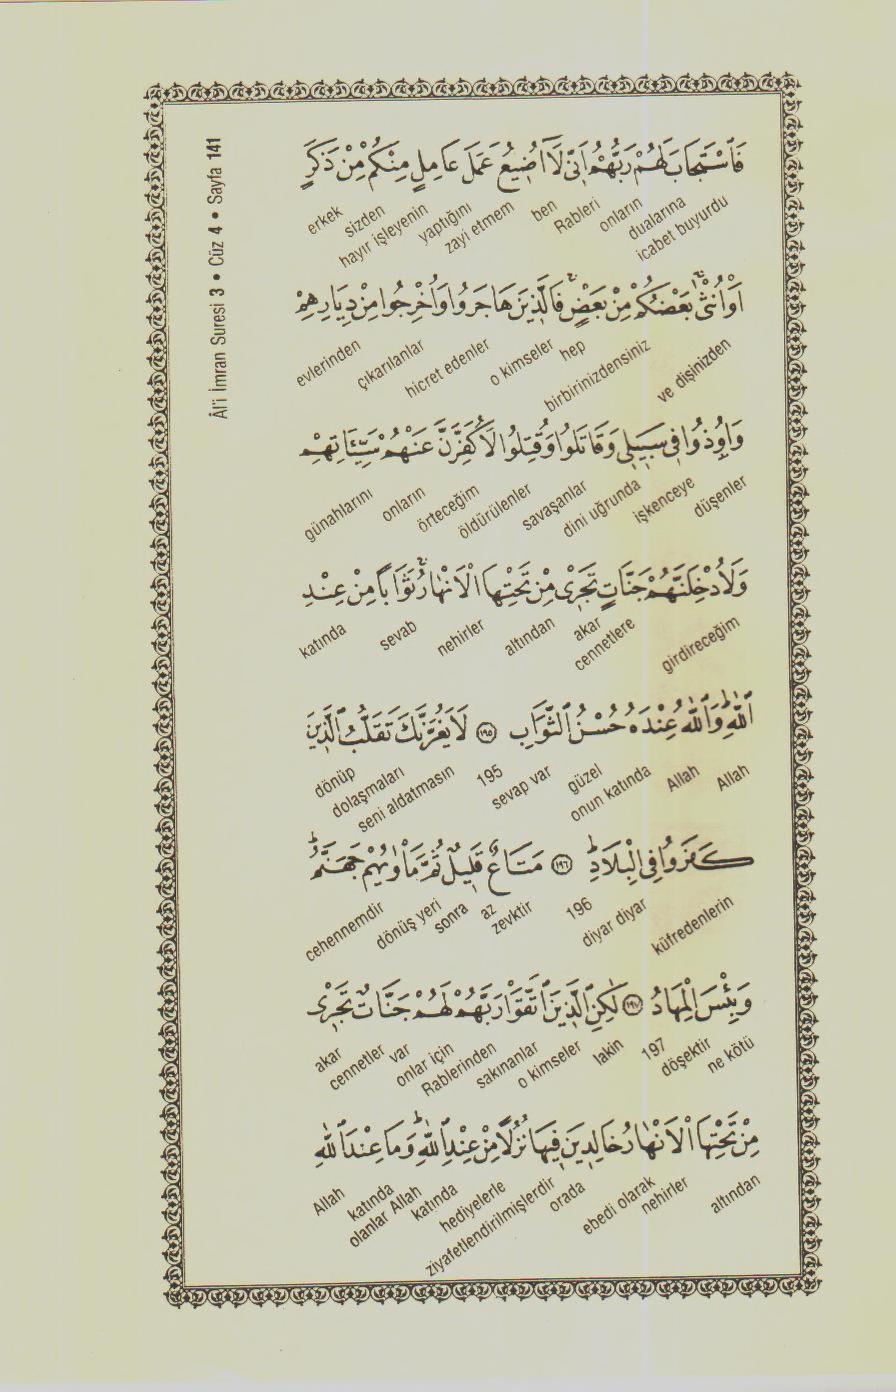 Âl'i İmran Suresi 3 • Cüz 4 • Sayfa 141
فَاسْتَجَابَ لَهُمْ رَبُّهُمْ اَنّٖى لَٓا اُضٖيعُ عَمَلَ عَامِلٍ مِنْكُمْ مِنْ ذَكَرٍ
icabet buyurdu dualarına onların Rableri ben zayi etmem yaptığını hayır işleyenin sizden erkek
اَوْ اُنْثٰىۚ بَعْضُكُمْ مِنْ بَعْضٍۚ فَالَّذٖينَ هَاجَرُوا وَاُخْرِجُوا مِنْ دِيَارِهِمْ
ve dişinizden birbirinizdensiniz hep o kimseler hicret edenler çıkarılanlar evlerinden
وَاُوذُوا فٖى سَبٖيلٖى وَقَاتَلُوا وَقُتِلُوا لَاُكَفِّرَنَّ عَنْهُمْ سَيِّئَاتِهِمْ
düşenler işkenceye dini uğrunda savaşanlar öldürülenler örteceğim onların günahlarını
وَلَاُدْخِلَنَّهُمْ جَنَّاتٍ تَجْرٖى مِنْ تَحْتِهَا الْاَنْهَارُۚ ثَوَابًا مِنْ عِنْدِ
girdireceğim cennetlere akar altından nehirler sevab katında
اللّٰهِؕ وَاللّٰهُ عِنْدَهُ حُسْنُ الثَّوَابِ ﴿١٩٥﴾ لَا يَغُرَّنَّكَ تَقَلُّبُ الَّذٖينَ
Allah Allah onun katında güzel sevap var 195 seni aldatmasın dolaşmaları dönüp
كَفَرُوا فِى الْبِلَادِؕ ﴿١٩٦﴾ مَتَاعٌ قَلٖيلٌ ثُمَّ مَاْوٰيهُمْ جَهَنَّمُؕ
küfredenlerin diyar diyar 196 zevktir az sonra dönüş yeri cehennemdir
وَبِئْسَ الْمِهَادُ ﴿١٩٧﴾ لٰكِنِ الَّذٖينَ اتَّقَوْا رَبَّهُمْ لَهُمْ جَنَّاتٌ تَجْرٖى
ne kötü döşektir 197 lakin o kimseler sakınanlar Rablerinden onlar için var cennetler akar
مِنْ تَحْتِهَا الْاَنْهَارُ خَالِدٖينَ فٖيهَا نُزُلًا مِنْ عِنْدِ اللّٰهِؕ وَمَا عِنْدَ اللّٰهِ
altından nehirler ebedi olarak orada ziyafetlendirilmişlerdir hediyelerle katında olanlar Allah katında Allah